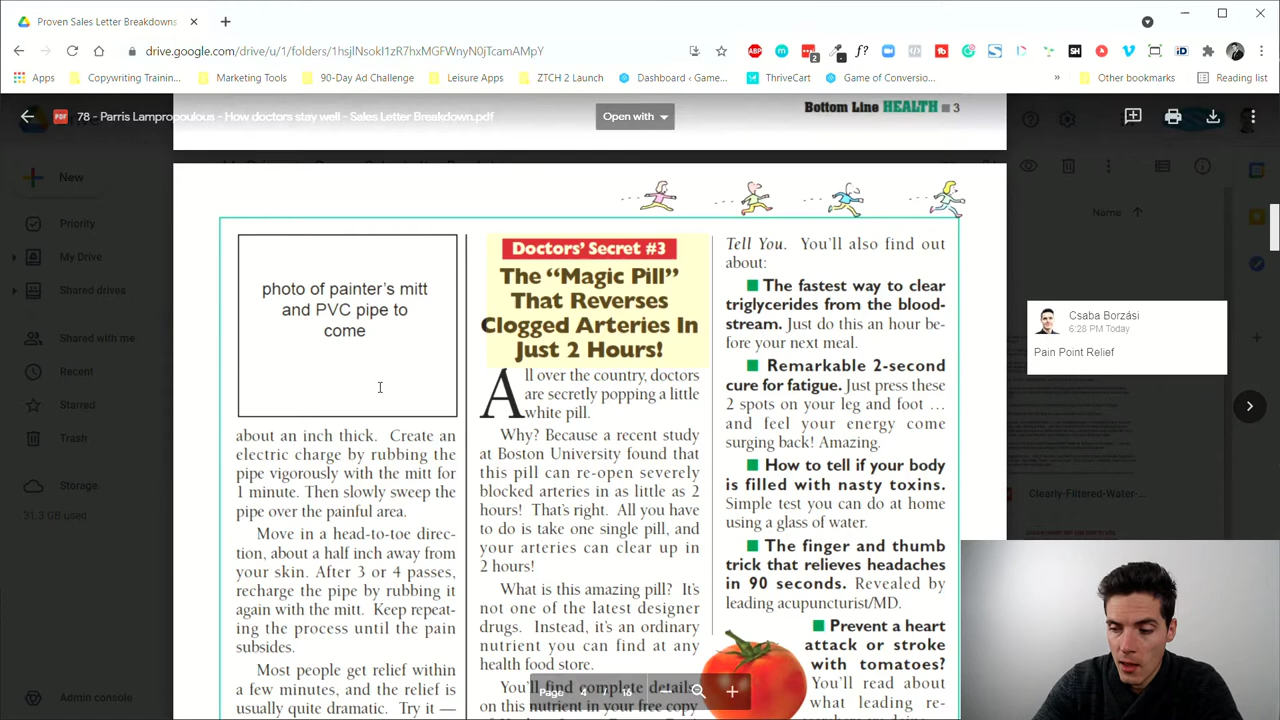 Proven Sales Letter Breakdowns
drive.google.com/drive/u/1/folders/1hsjlNsokI1zR7hxMGFWnyN0jTcamAMpY
Apps
Copywriting Trainin...
Marketing Tools
90-Day Ad Challenge
Leisure Apps
ZTCH 2 Launch
Dashboard ‹ Game...
ThriveCart
Game of Conversio...
»
Other bookmarks
Reading list
78 - Parris Lampropoulous - How doctors stay well - Sales Letter Breakdown.pdf
Open with
Bottom Line HEALTH ■ 3
New
Priority
My Drive
Shared drives
Shared with me
Recent
Starred
Trash
Storage
31.3 GB used
Admin console
photo of painter's mitt
and PVC pipe to
come
about an inch thick. Create an
electric charge by rubbing the
pipe vigorously with the mitt for
1 minute. Then slowly sweep the
pipe over the painful area.
Move in a head-to-toe direc-
tion, about a half inch away from
your skin. After 3 or 4 passes,
recharge the pipe by rubbing it
again with the mitt. Keep repeat-
ing the process until the pain
subsides.
Most people get relief within
a few minutes, and the relief is
usually quite dramatic. Try it —
Doctors' Secret #3
The "Magic Pill"
That Reverses
Clogged Arteries In
Just 2 Hours!
All over the country, doctors
are secretly popping a little
white pill.
Why? Because a recent study
at Boston University found that
this pill can re-open severely
blocked arteries in as little as 2
hours! That's right. All you have
to do is take one single pill, and
your arteries can clear up in
2 hours!
What is this amazing pill? It's
not one of the latest designer
drugs. Instead, it's an ordinary
nutrient you can find at any
health food store.
You'll find complete details
on this nutrient in your free copy
Tell You. You'll also find out
about:
■ The fastest way to clear
triglycerides from the blood-
stream. Just do this an hour be-
fore your next meal.
■ Remarkable 2-second
cure for fatigue. Just press these
2 spots on your leg and foot ...
and feel your energy come
surging back! Amazing.
■ How to tell if your body
is filled with nasty toxins.
Simple test you can do at home
using a glass of water.
■ The finger and thumb
trick that relieves headaches
in 90 seconds. Revealed by
leading acupuncturist/MD.
■ Prevent a heart
attack or stroke
with tomatoes?
You'll read about
what leading re-
Page 4 / 16
Name
Csaba Borzási
6:28 PM Today
Pain Point Relief
Clearly-Filtered-Water-...